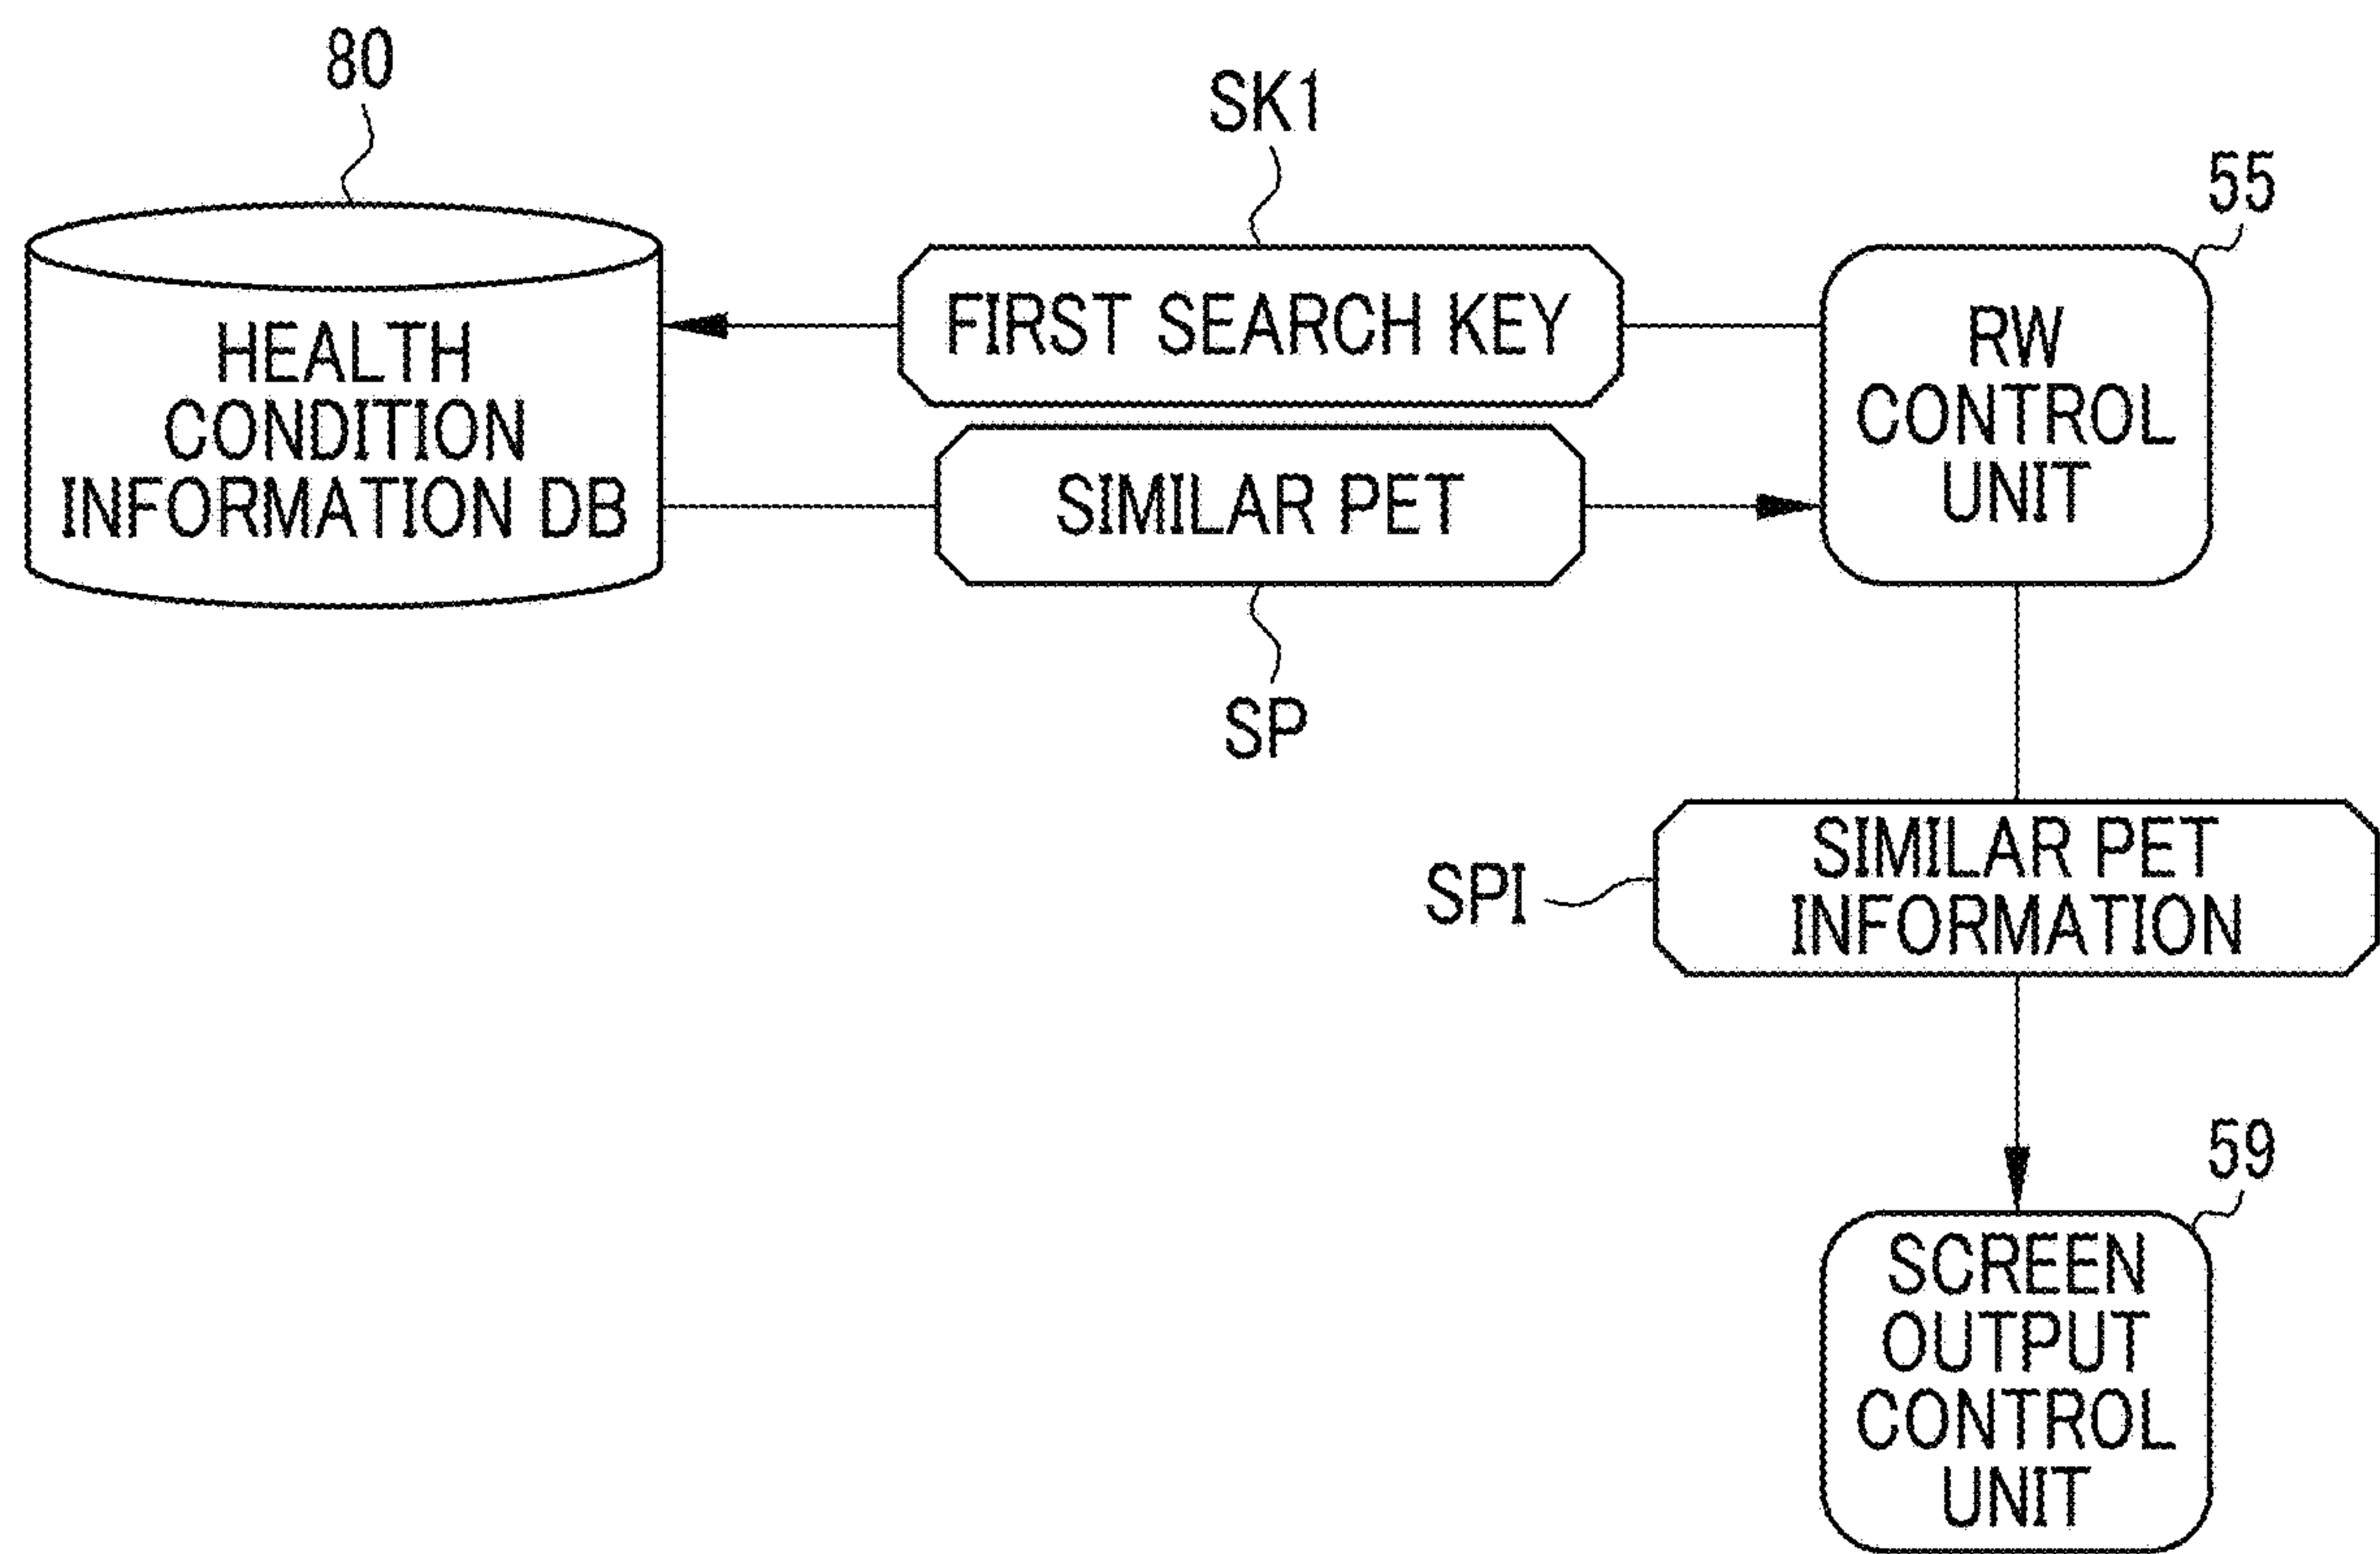 80
SK1
55
HEALTH
CONDITION
INFORMATION DB
FIRST SEARCH KEY
SIMILAR PET
RW
CONTROL
UNIT
SP
SPI
SIMILAR PET
INFORMATION
59
SCREEN
OUTPUT
CONTROL
UNIT